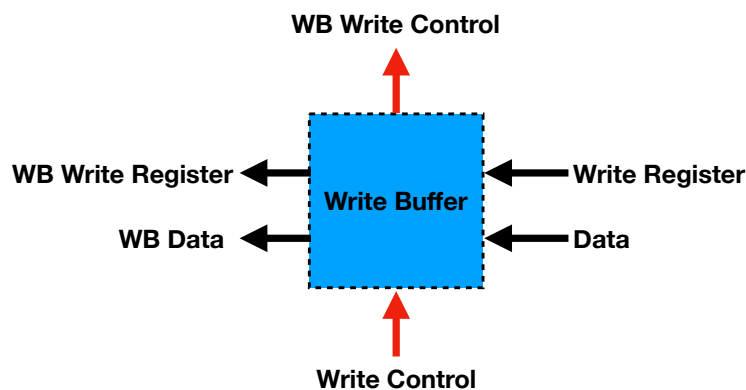 WB Write Control
WB Write Register
Write Buffer
Write Register
WB Data
Data
Write Control